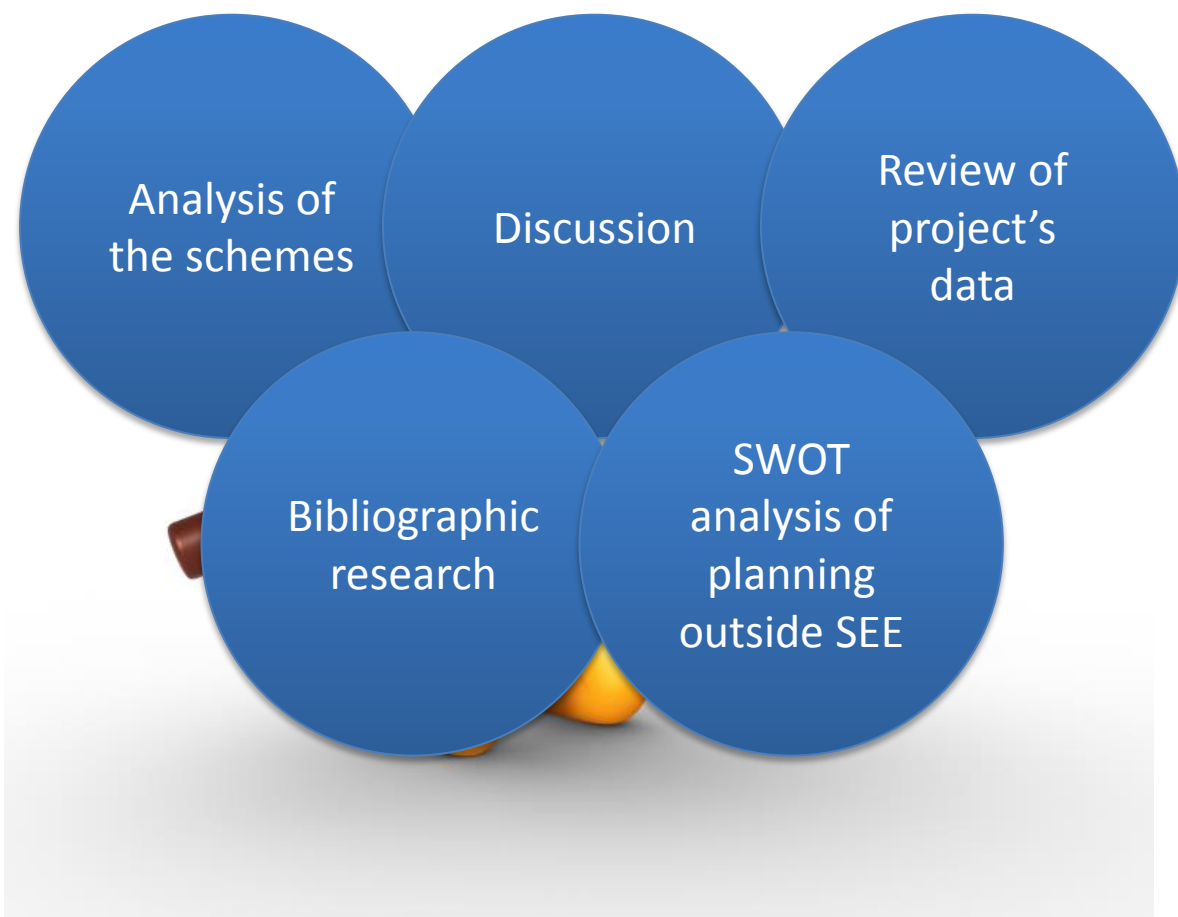 Analysis of
the schemes
Discussion
Review of
project’s
data
Bibliographic
research
SWOT
analysis of
planning
outside SEE